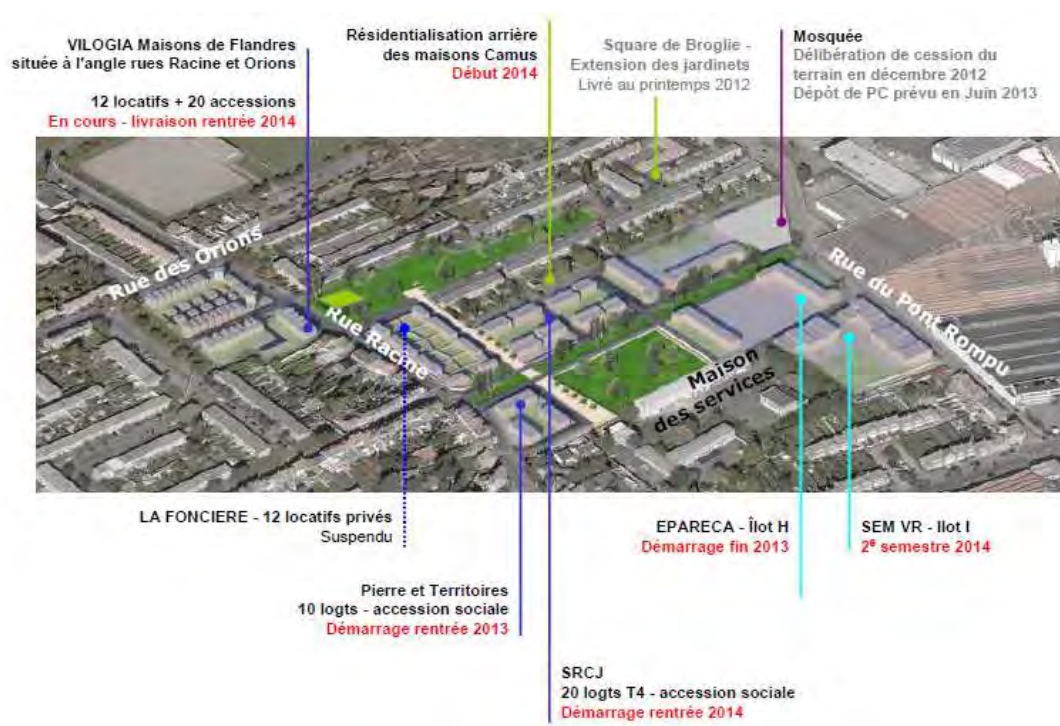 VILOGIA Maisons de Flandres
située à l'angle rues Racine et Orions
12 locatifs + 20 accessions
En cours - livraison rentrée 2014
Résidentialisation arrière
des maisons Camus
Début 2014
Square de Broglie -
Extension des jardinets
Livré au printemps 2012
Mosquée
Délibération de cession du
terrain en décembre 2012
Dépôt de PC prévu en Juin 2013
Rue des Orions
Rue Racine
Maison
des services
Rue du Pont Rompu
LA FONCIERE - 12 locatifs privés
Suspendu
EPARECA - Îlot H
Démarrage fin 2013
SEM VR - Ilot I
2e semestre 2014
Pierre et Territoires
10 logts - accession sociale
Démarrage rentrée 2013
SRCJ
20 logts T4 - accession sociale
Démarrage rentrée 2014